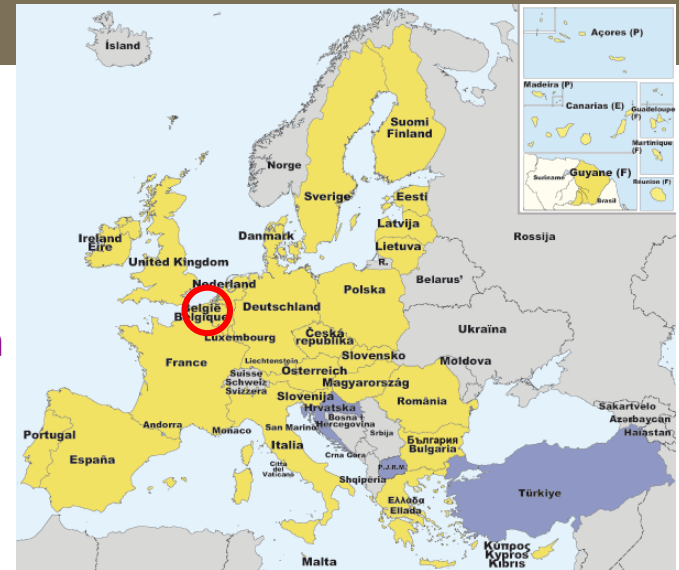 Ísland
Açores (P)
Madeira (P)
Canarias (E)
Guadeloupe
(F)
Martinique
(F)
Guyane (F)
Suriname
Brasil
Réunion (F)
Suomi
Finland
Norge
Sverige
Eesti
Latvija
Lietuva
R.
Danmark
Rossija
Ireland
Éire
United Kingdom
Nederland
België
Belgique
Deutschland
Polska
Belarus'
Luxembourg
Česká
republika
Ukraïna
Slovensko
Moldova
France
Liechtenstein
Österreich
Suisse
Schweiz
Svizzera
Magyarország
Slovenija
România
Hrvatska
Bosna i
Hercegovina
Srbija
Sakartvelo
Azərbaycan
Haïastan
Portugal
España
Andorra
Monaco
San Marino
Italia
Città
del
Vaticano
Crna Gora
България
Bulgaria
P.J.R.M.
Shqipëria
Ελλάδα
Ellada
Türkiye
Κύπρος
Kypros
Kıbrıs
Malta